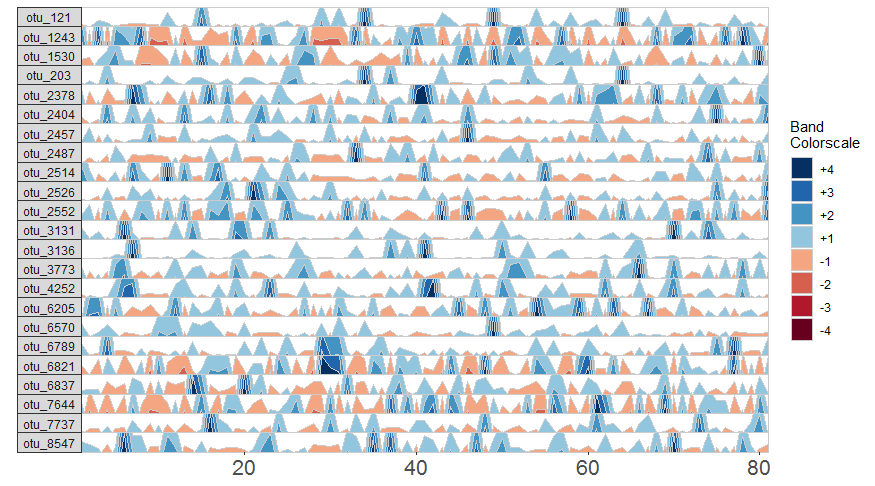 otu_121
otu_1243
otu_1530
otu_203
otu_2378
otu_2404
otu_2457
otu_2487
otu_2514
otu_2526
otu_2552
otu_3131
otu_3136
otu_3773
otu_4252
otu_6205
otu_6570
otu_6789
otu_6821
otu_6837
otu_7644
otu_7737
otu_8547
20 40 60 80
Band
Colorscale
+4
+3
+2
+1
-1
-2
-3
-4